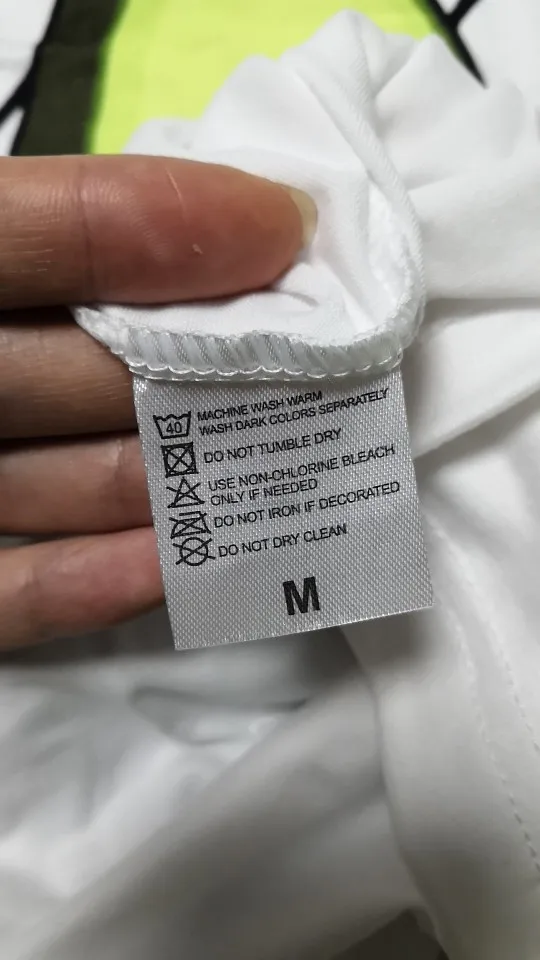 40 MACHINE WASH WARM
WASH DARK COLORS SEPARATELY
DO NOT TUMBLE DRY
USE NON-CHLORINE BLEACH
ONLY IF NEEDED
DO NOT IRON IF DECORATED
DO NOT DRY CLEAN
M